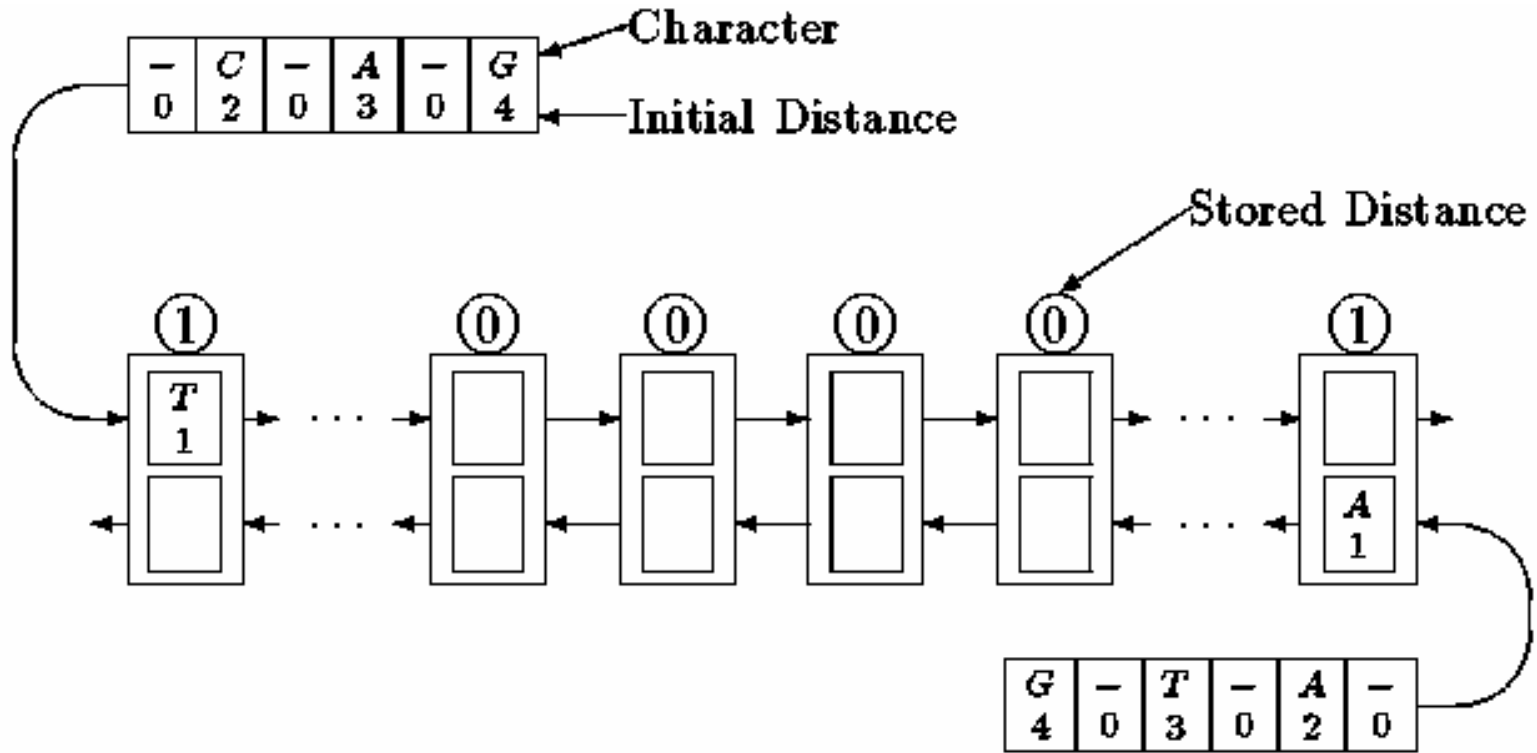 Character
- C - A - G
0 2 0 3 0 4
Initial Distance
Stored Distance
1 0 0 0 0 1
T
1
... ...
... ...
A
1
G - T - A -
4 0 3 0 2 0